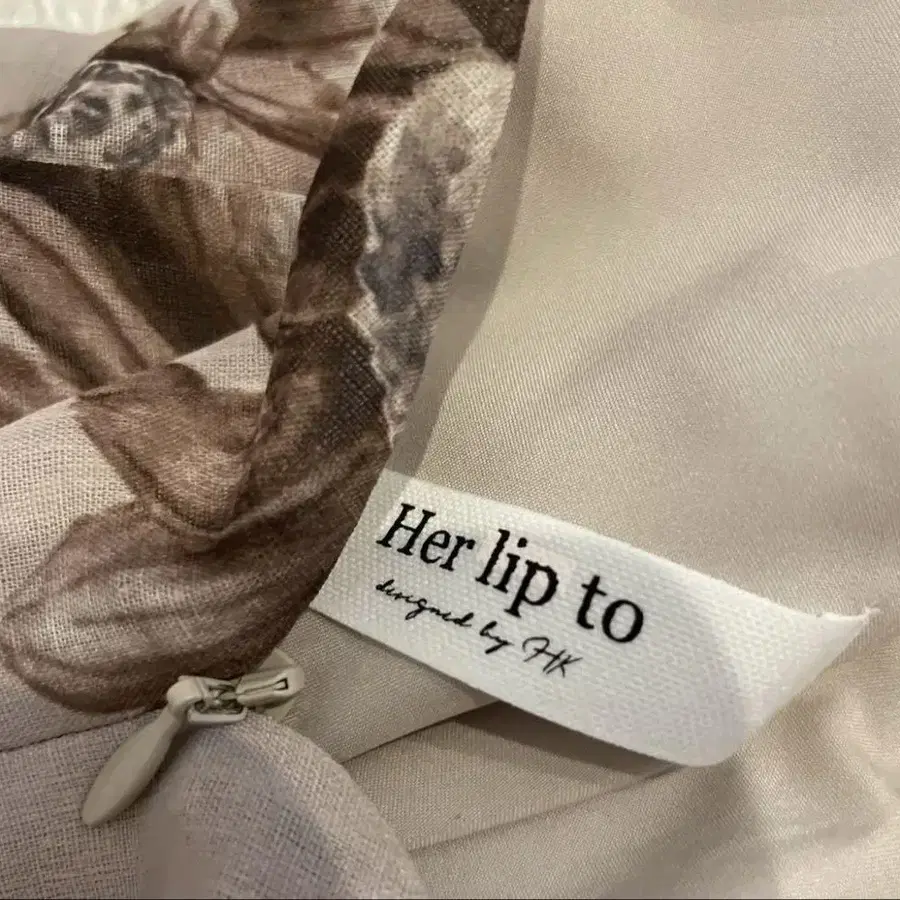 Her lip to
designed by HK